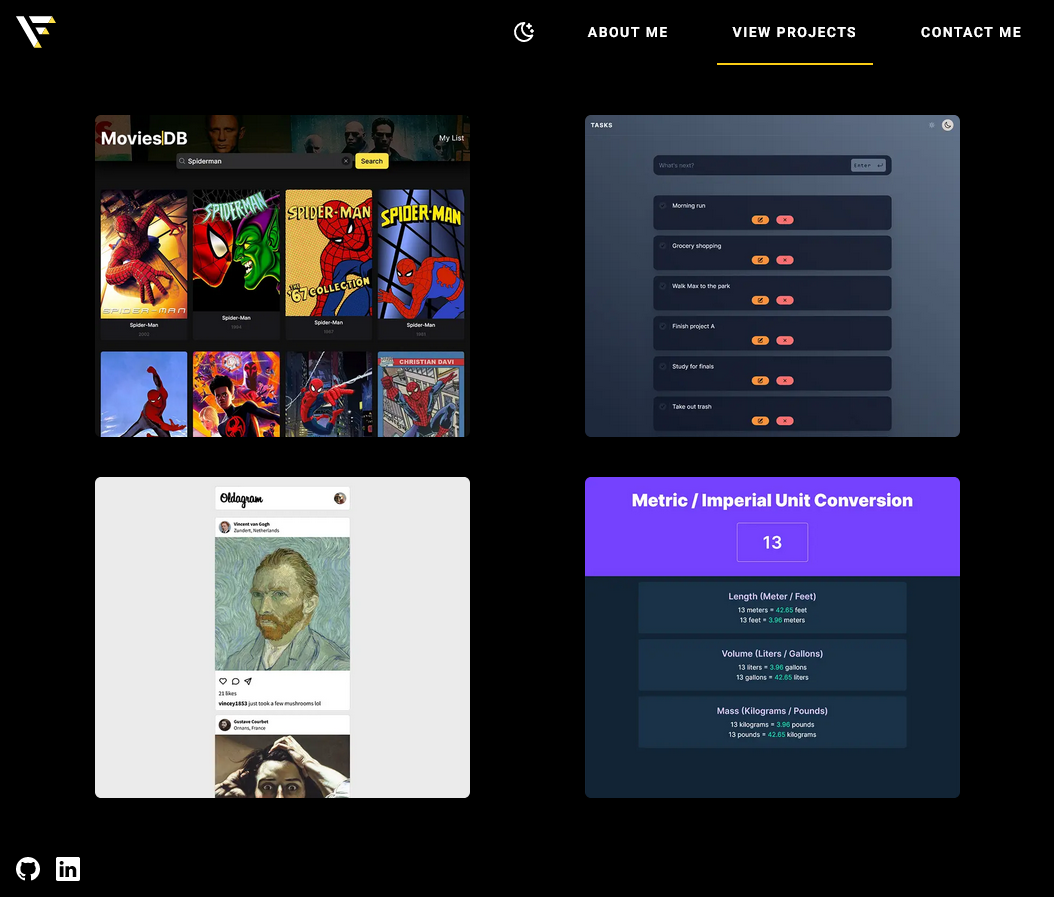 ABOUT ME
VIEW PROJECTS
CONTACT ME
MoviesDB
My List
Spiderman
Search
SPIDER-MAN
SPIDER-MAN
SPIDER-MAN
THE '67 COLLECTION
SPIDER-MAN
Spider-Man
2002
Spider-Man
1994
Spider-Man
1967
Spider-Man
1981
CHRISTIAN DAVI
TASKS
What's next?
Enter
Morning run
Grocery shopping
Walk Max to the park
Finish project A
Study for finals
Take out trash
Oldagram
Vincent van Gogh
Zundert, Netherlands
21 likes
vincey1853 just took a few mushrooms lol
Gustave Courbet
Ornans, France
Metric / Imperial Unit Conversion
13
Length (Meter / Feet)
13 meters = 42.65 feet
13 feet = 3.96 meters
Volume (Liters / Gallons)
13 liters = 3.96 gallons
13 gallons = 42.65 liters
Mass (Kilograms / Pounds)
13 kilograms = 3.96 pounds
13 pounds = 42.65 kilograms
in